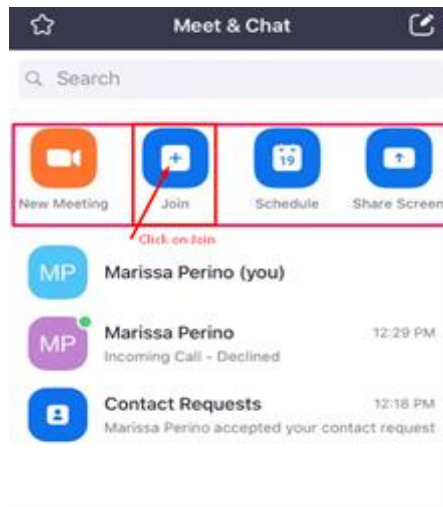 Meet & Chat
Search
19
New Meeting Join Schedule Share Screen
Click on Join
MP Marissa Perino (you)
MP Marissa Perino 12:29 PM
Incoming Call - Declined
Contact Requests 12:18 PM
Marissa Perino accepted your contact request